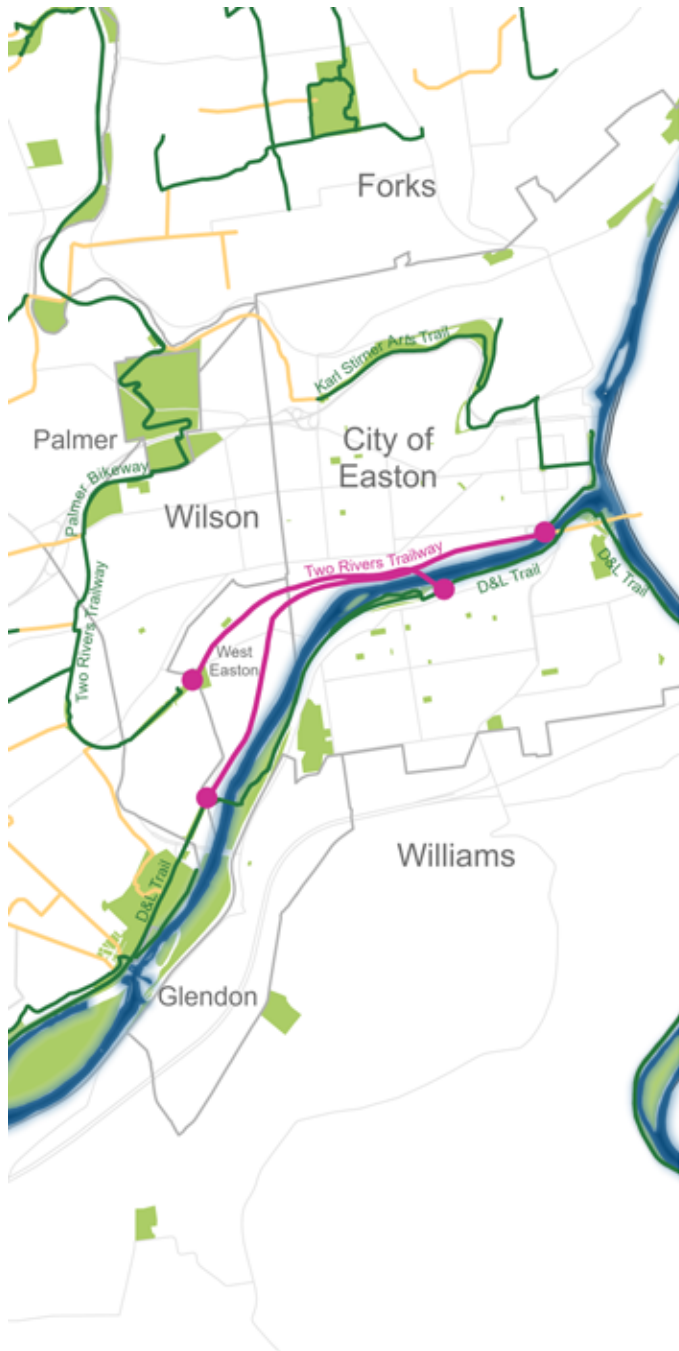 Forks
Karl Stirner Arts Trail
Palmer
City of
Easton
Palmer Bikeway
Wilson
Two Rivers Trailway
D&L Trail
D&L Trail
Two Rivers Trailway
West
Easton
Williams
D&L Trail
Glendon